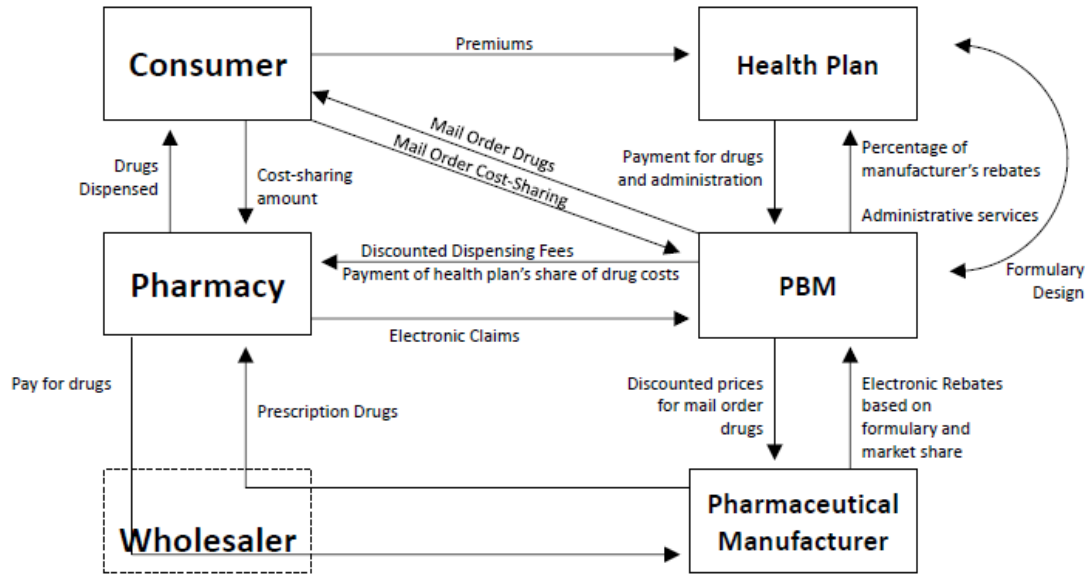 Consumer
Premiums
Health Plan
Mail Order Drugs
Mail Order Cost-Sharing
Drugs
Dispensed
Cost-sharing
amount
Payment for drugs
and administration
Percentage of
manufacturer's rebates
Administrative services
Formulary
Design
Pharmacy
Discounted Dispensing Fees
Payment of health plan's share of drug costs
Electronic Claims
PBM
Pay for drugs
Prescription Drugs
Discounted prices
for mail order
drugs
Electronic Rebates
based on
formulary and
market share
Wholesaler
Pharmaceutical
Manufacturer